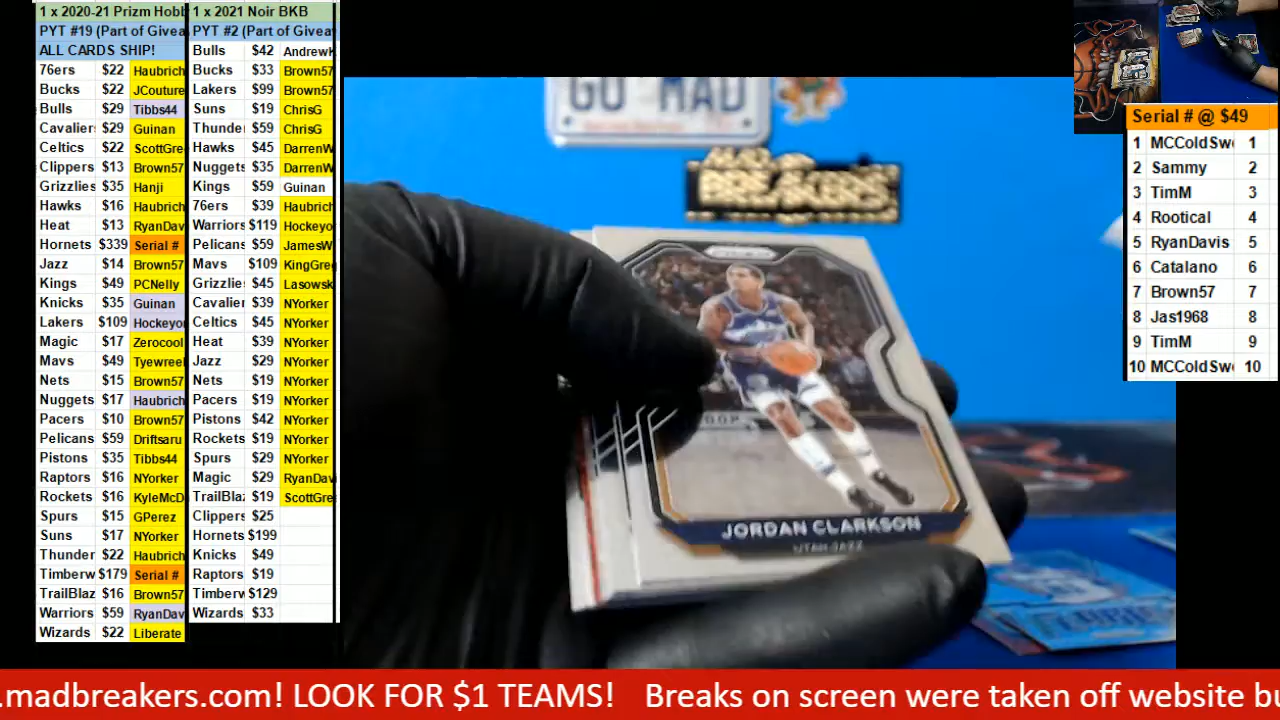 1 x 2020-21 Prizm Hobb
PYT #19 (Part of Givea
ALL CARDS SHIP!
76ers $22 Haubrich
Bucks $22 JCouture
Bulls $29 Tibbs44
Cavaliers $29 Guinan
Celtics $22 ScottGre
Clippers $13 Brown57
Grizzlies $35 Hanji
Hawks $16 Haubrich
Heat $13 RyanDav
Hornets $339 Serial #
Jazz $14 Brown57
Kings $49 PCNelly
Knicks $35 Guinan
Lakers $109 Hockeyo
Magic $17 Zerocool
Mavs $49 Tyewree
Nets $15 Brown57
Nuggets $17 Haubrich
Pacers $10 Brown57
Pelicans $59 Driftsaru
Pistons $35 Tibbs44
Raptors $16 NYorker
Rockets $16 KyleMcD
Spurs $15 GPerez
Suns $17 NYorker
Thunder $22 Haubrich
Timberw $179 Serial #
TrailBlaz $16 Brown57
Warriors $59 RyanDav
Wizards $22 Liberate
1 x 2021 Noir BKB
PYT #2 (Part of Giveaw
Bulls $42 AndrewK
Bucks $33 Brown57
Lakers $99 Brown57
Suns $19 ChrisG
Thunde $59 ChrisG
Hawks $45 DarrenW
Nuggets $35 DarrenW
Kings $59 Guinan
76ers $39 Haubrich
Warriors $119 Hockeyo
Pelicans $59 JamesW
Mavs $109 KingGre
Grizzlie $45 Lasowsk
Cavalier $39 NYorker
Celtics $45 NYorker
Heat $39 NYorker
Jazz $29 NYorker
Nets $19 NYorker
Pacers $19 NYorker
Pistons $42 NYorker
Rockets $19 NYorker
Spurs $29 NYorker
Magic $29 RyanDav
TrailBlaz $19 ScottGre
Clippers $25
Hornets $199
Knicks $49
Raptors $19
Timberw $129
Wizards $33
GO MAD
MAD
BREAKERS
PRIZM
JORDAN CLARKSON
UTAH JAZZ
Serial # @ $49
1 MCColdSwe 1
2 Sammy 2
3 TimM 3
4 Rootical 4
5 RyanDavis 5
6 Catalano 6
7 Brown57 7
8 Jas1968 8
9 TimM 9
10 MCColdSwe 10
.madbreakers.com! LOOK FOR $1 TEAMS! Breaks on screen were taken off website bu